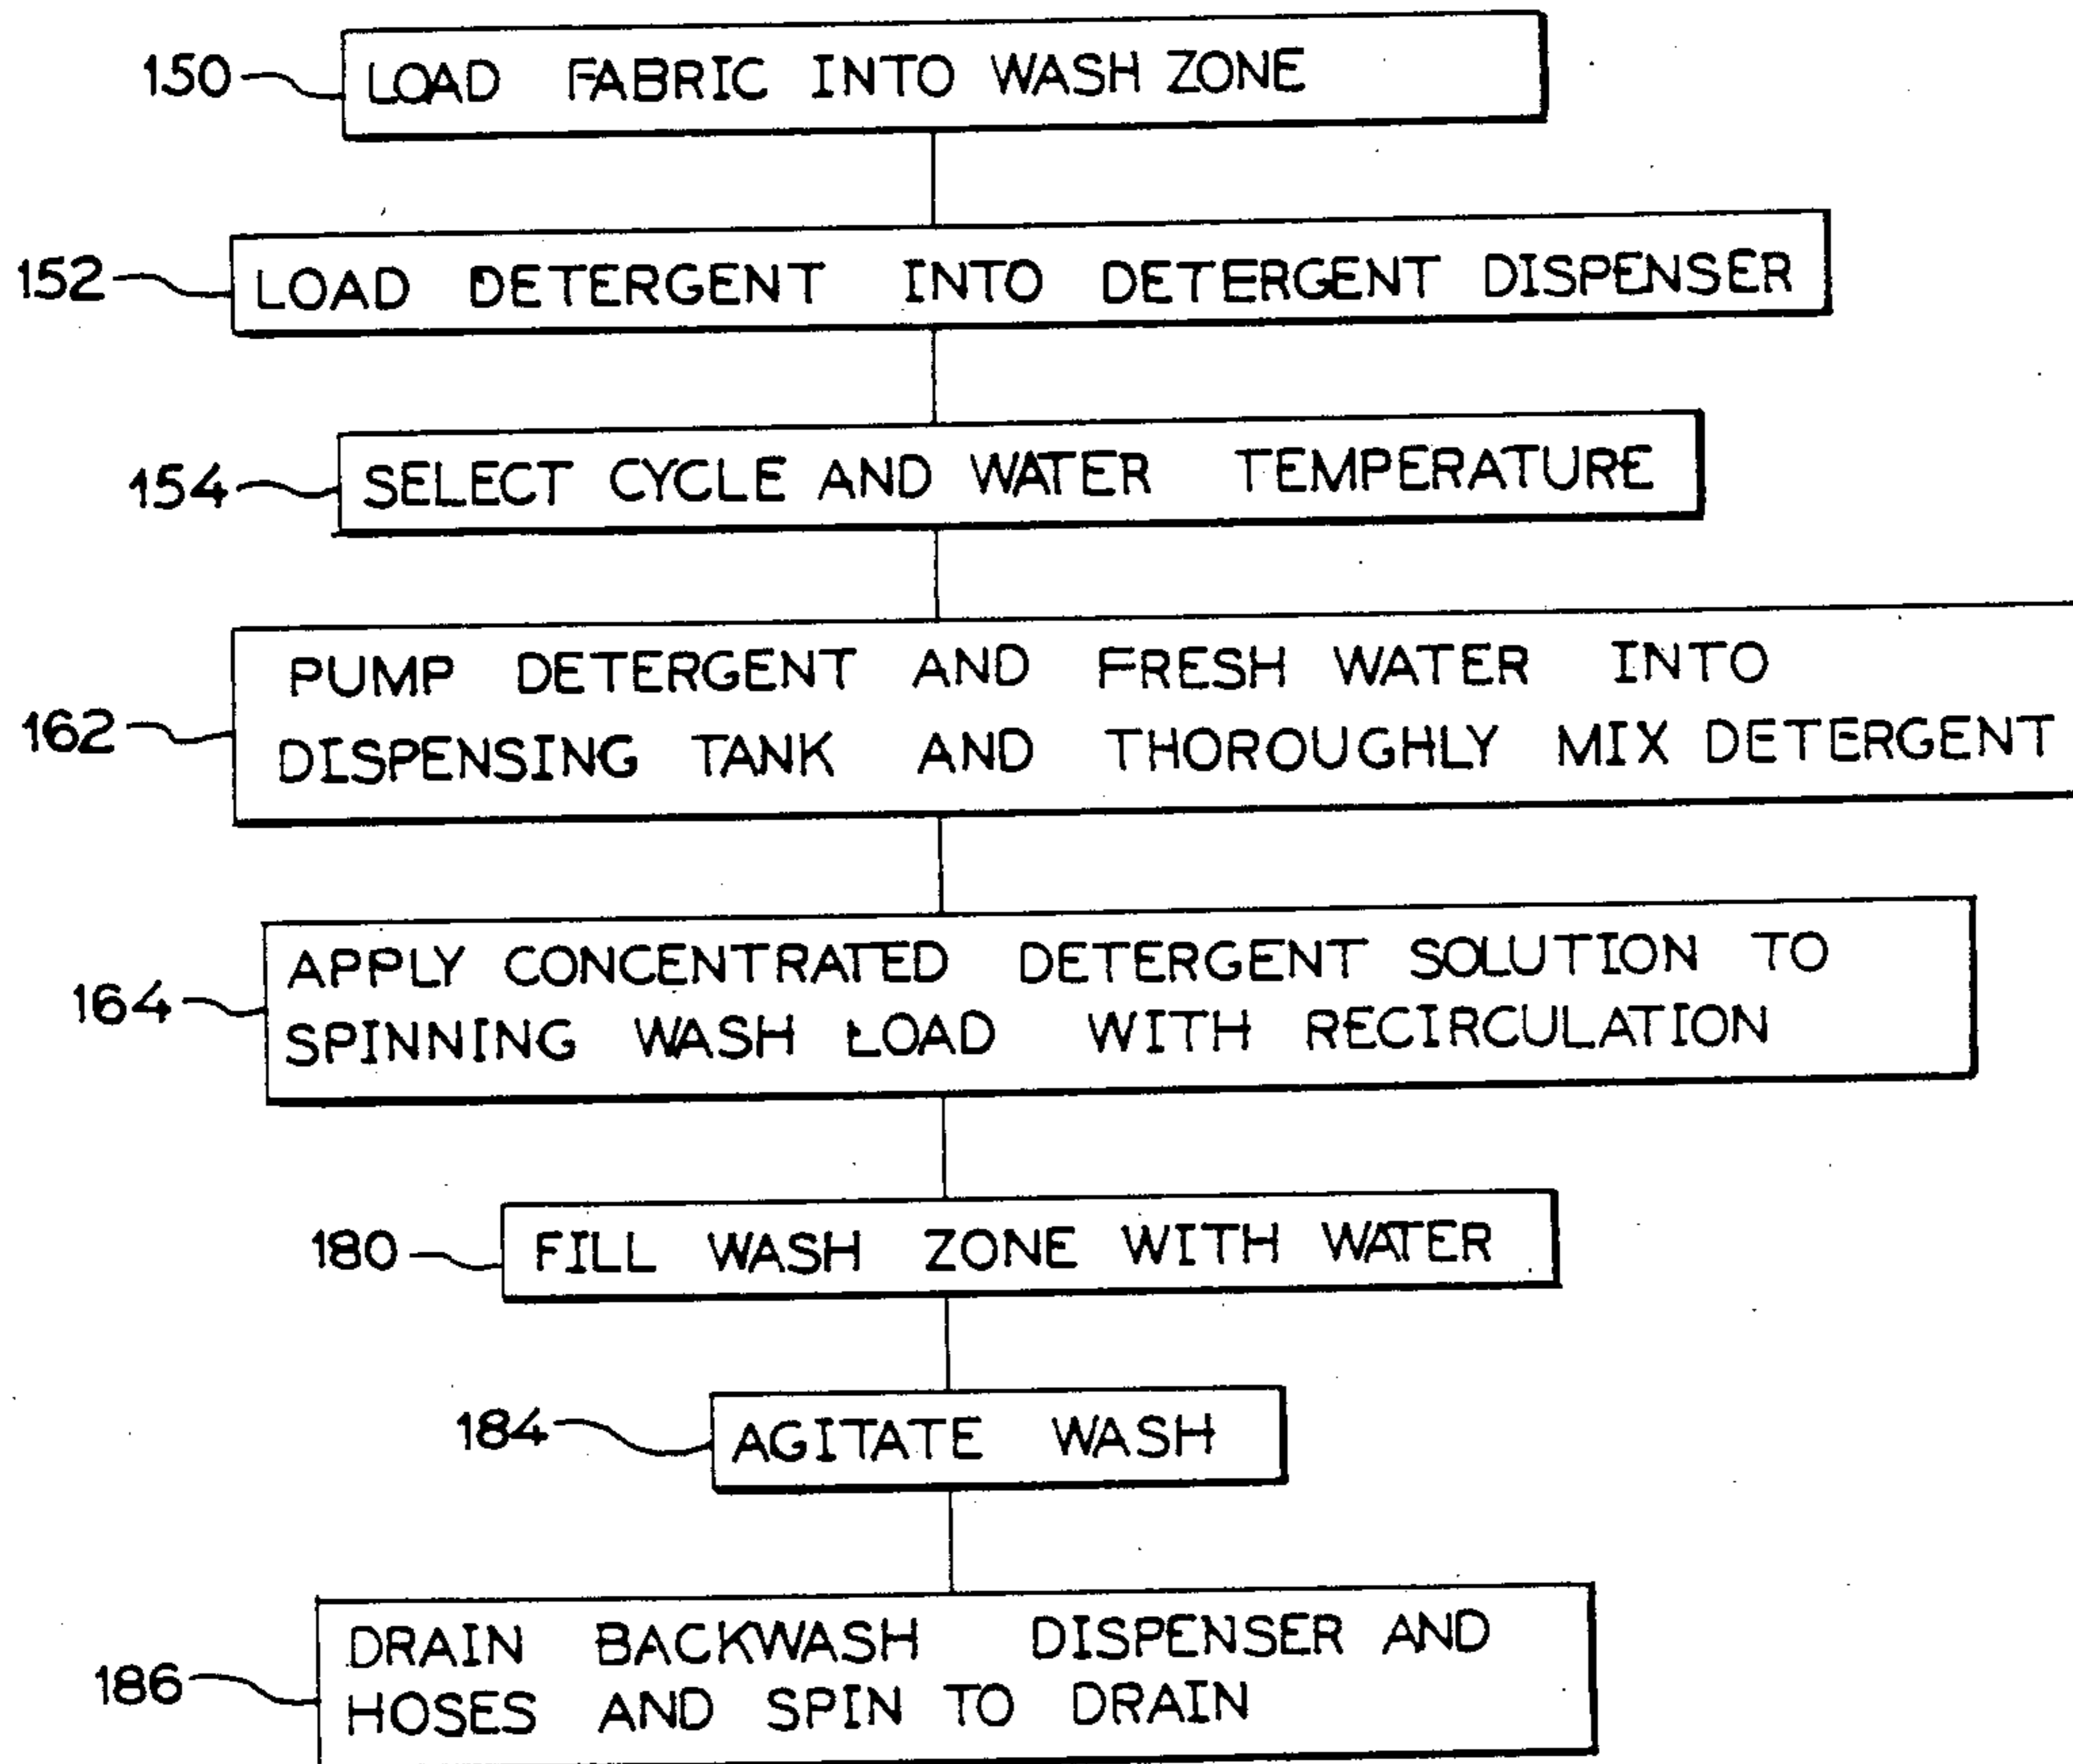 150 LOAD FABRIC INTO WASH ZONE
152 LOAD DETERGENT INTO DETERGENT DISPENSER
154 SELECT CYCLE AND WATER TEMPERATURE
PUMP DETERGENT AND FRESH WATER INTO
162 DISPENSING TANK AND THOROUGHLY MIX DETERGENT
APPLY CONCENTRATED DETERGENT SOLUTION TO
164 SPINNING WASH LOAD WITH RECIRCULATION
180 FILL WASH ZONE WITH WATER
184 AGITATE WASH
DRAIN BACKWASH DISPENSER AND
186 HOSES AND SPIN TO DRAIN